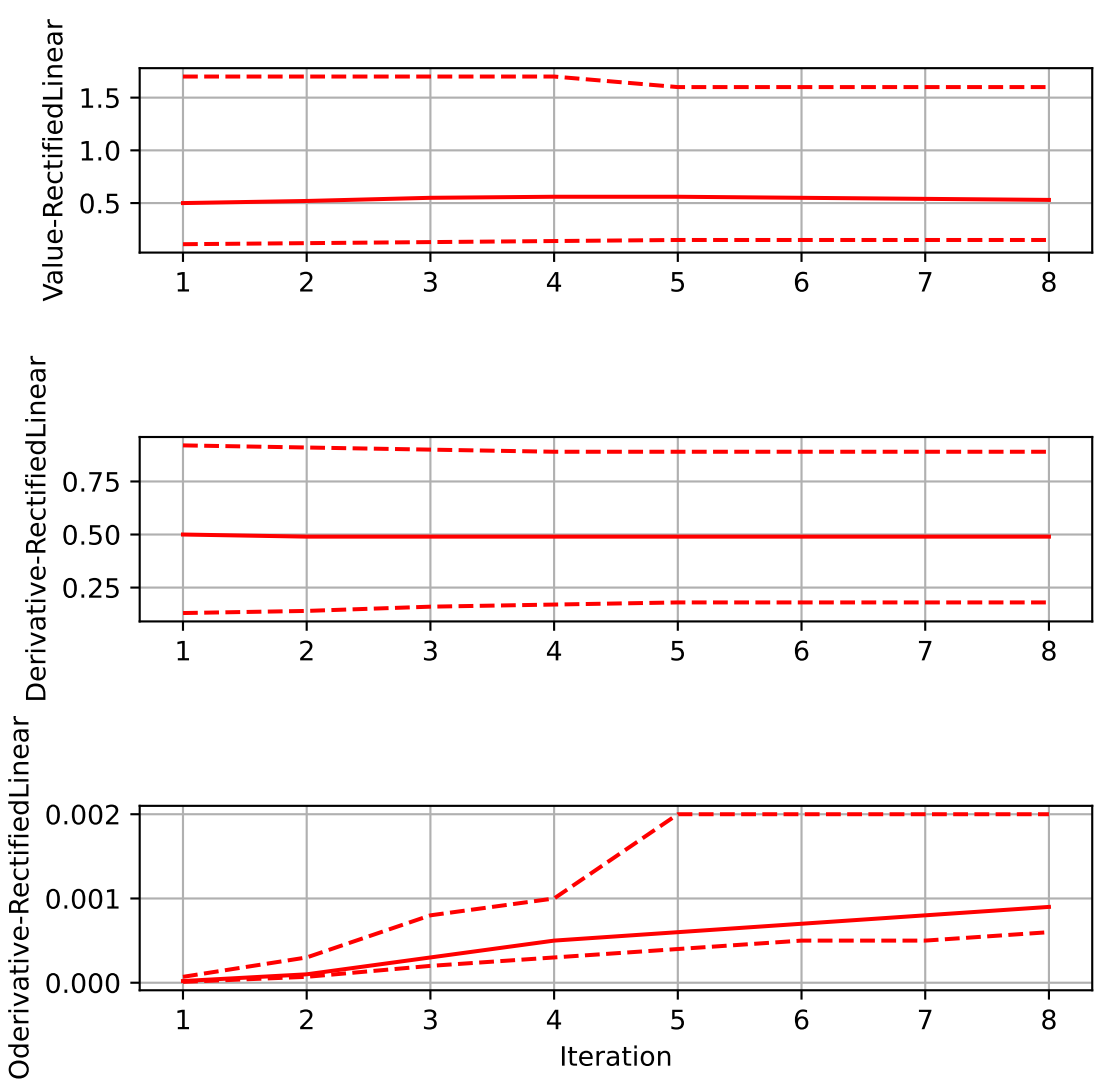 Value-RectifiedLinear
1.5
1.0
0.5
1 2 3 4 5 6 7 8
Derivative-RectifiedLinear
0.75
0.50
0.25
1 2 3 4 5 6 7 8
Oderivative-RectifiedLinear
0.002
0.001
0.000
1 2 3 4 5 6 7 8
Iteration